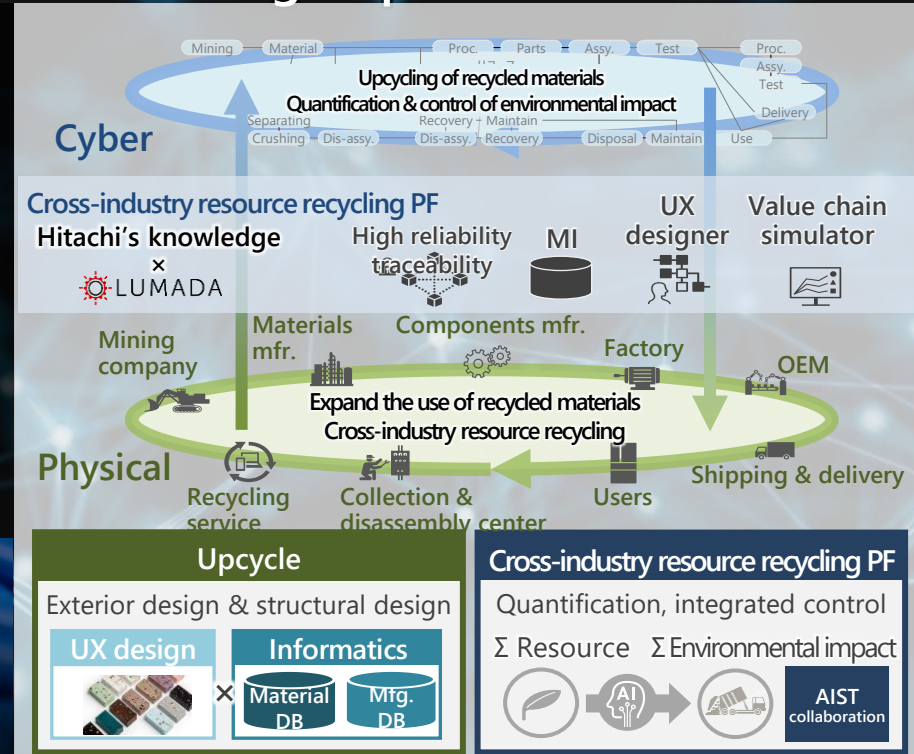 Mining Material Proc. Parts Assy. Test Proc.
Assy.
Test
Delivery
Upcycling of recycled materials
Quantification & control of environmental impact
Separating Recovery Maintain
Crushing Dis-assy. Dis-assy. Recovery Disposal Maintain Use
Cyber
Cross-industry resource recycling PF
Hitachi's knowledge
×
LUMADA
High reliability
traceability
MI
UX
designer
Value chain
simulator
Mining
company
Materials
mfr.
Components mfr.
Factory
OEM
Expand the use of recycled materials
Cross-industry resource recycling
Physical
Recycling
service
Collection &
disassembly center
Users
Shipping & delivery
Upcycle
Exterior design & structural design
UX design
×
Informatics
Material
DB
Mfg.
DB
Cross-industry resource recycling PF
Quantification, integrated control
Σ Resource Σ Environmental impact
AI
AIST
collaboration